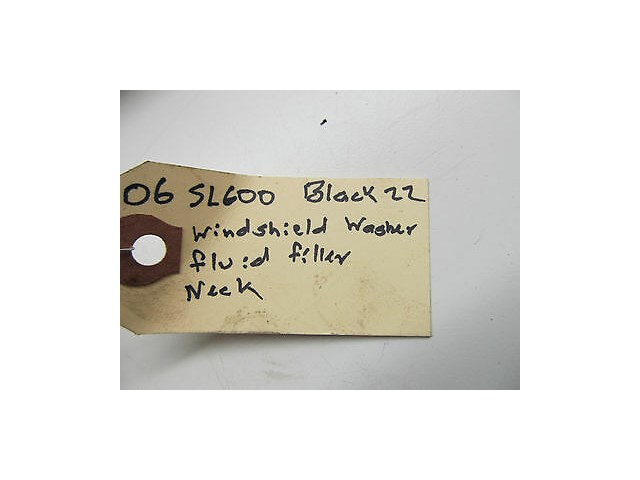 06 SL600 Black 22
Windshield Washer
fluid filler
Neck